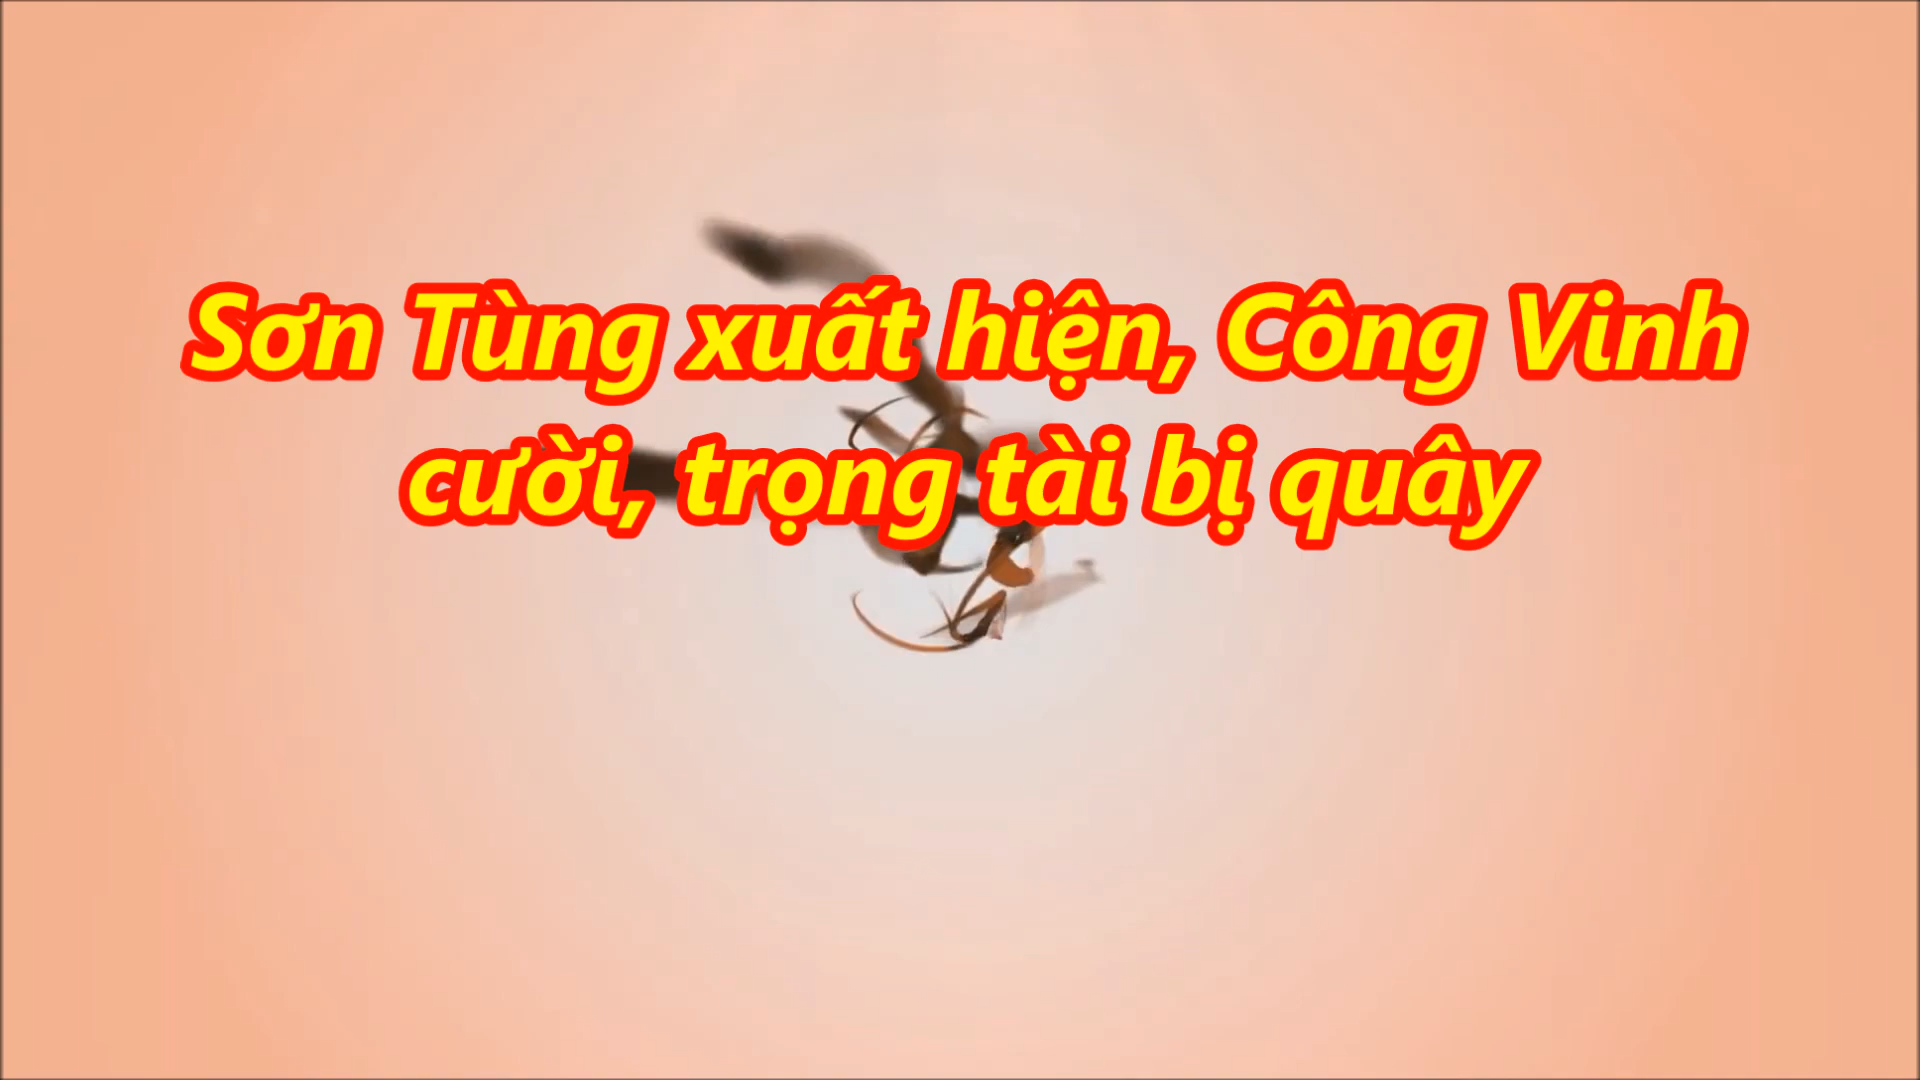 Sơn Tùng xuất hiện, Công Vinh
cười, trọng tài bị quây